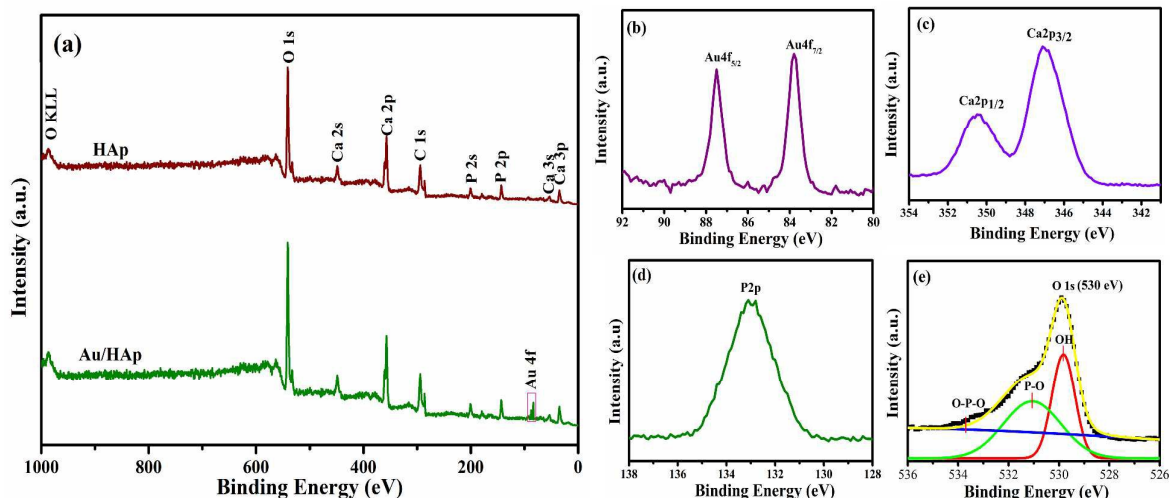 (a)
O KLL
O 1s
Ca 2s
Ca 2p
C 1s
P 2s
P 2p
Ca 3s
Ca 3p
HAp
Au/HAp
Au 4f
Intensity (a.u.)
1000 800 600 400 200 0
Binding Energy (eV)
(b)
Au4f5/2
Au4f7/2
Intensity (a.u.)
92 90 88 86 84 82 80
Binding Energy (eV)
(c)
Ca2p1/2
Ca2p3/2
Intensity (a.u.)
354 350 348 346 344 342
Binding Energy (eV)
(d)
P2p
Intensity (a.u)
138 136 134 132 130 128
Binding Energy (eV)
(e)
O 1s (530 eV)
OH
P-O
O-P-O
Intensity (a.u.)
536 534 532 530 528 526
Binding Energy (eV)